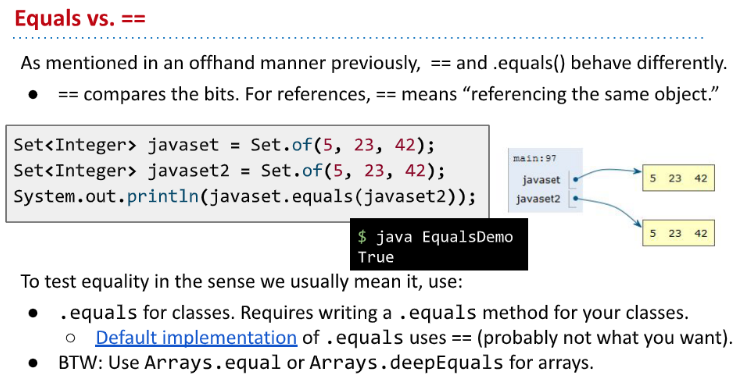 Equals vs. ==
As mentioned in an offhand manner previously, == and .equals() behave differently.
● == compares the bits. For references, == means “referencing the same object.”
Set<Integer> javaset = Set.of(5, 23, 42);
Set<Integer> javaset2 = Set.of(5, 23, 42);
System.out.println(javaset.equals(javaset2));
main:97
javaset
javaset2
5 23 42
5 23 42
$ java EqualsDemo
True
To test equality in the sense we usually mean it, use:
● .equals for classes. Requires writing a .equals method for your classes.
○ Default implementation of .equals uses == (probably not what you want).
● BTW: Use Arrays.equal or Arrays.deepEquals for arrays.